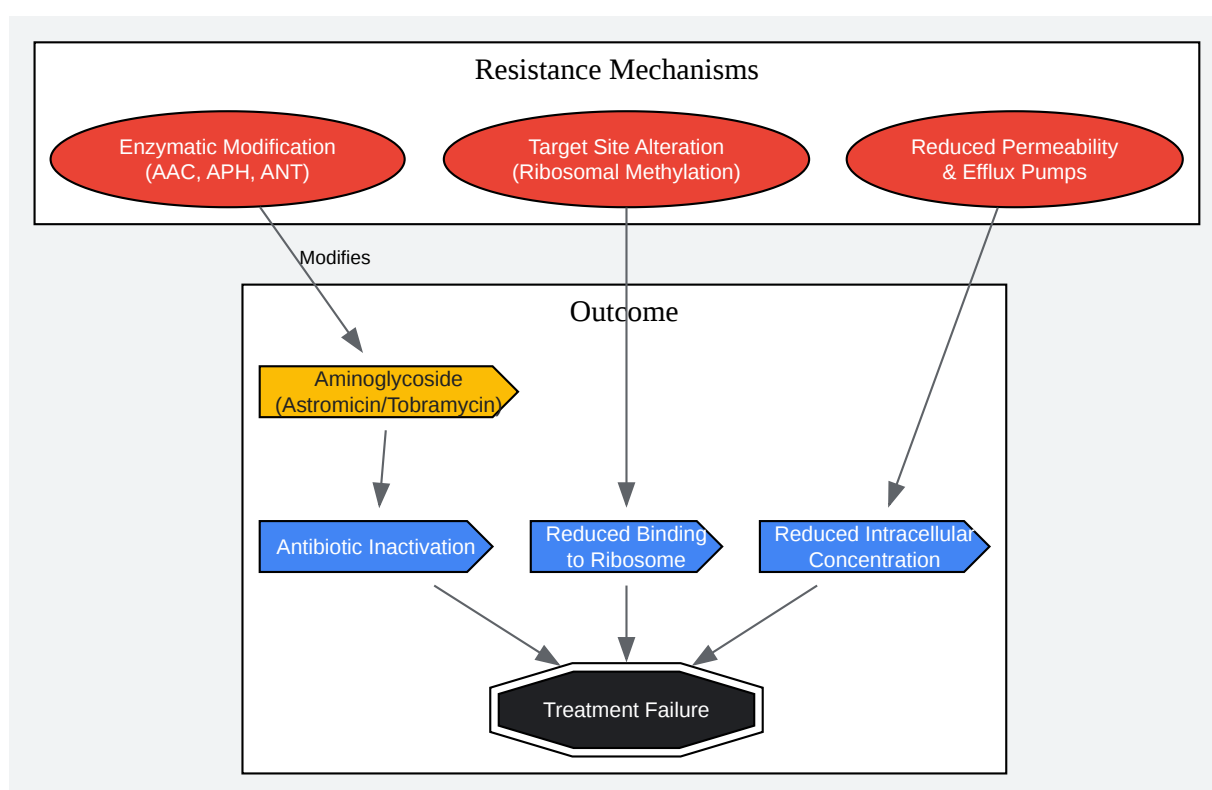 Resistance Mechanisms
Enzymatic Modification
(AAC, APH, ANT)
Target Site Alteration
(Ribosomal Methylation)
Reduced Permeability
& Efflux Pumps
Modifies
Outcome
Aminoglycoside
(Astromicin/Tobramycin)
Antibiotic Inactivation
Reduced Binding
to Ribosome
Reduced Intracellular
Concentration
Treatment Failure